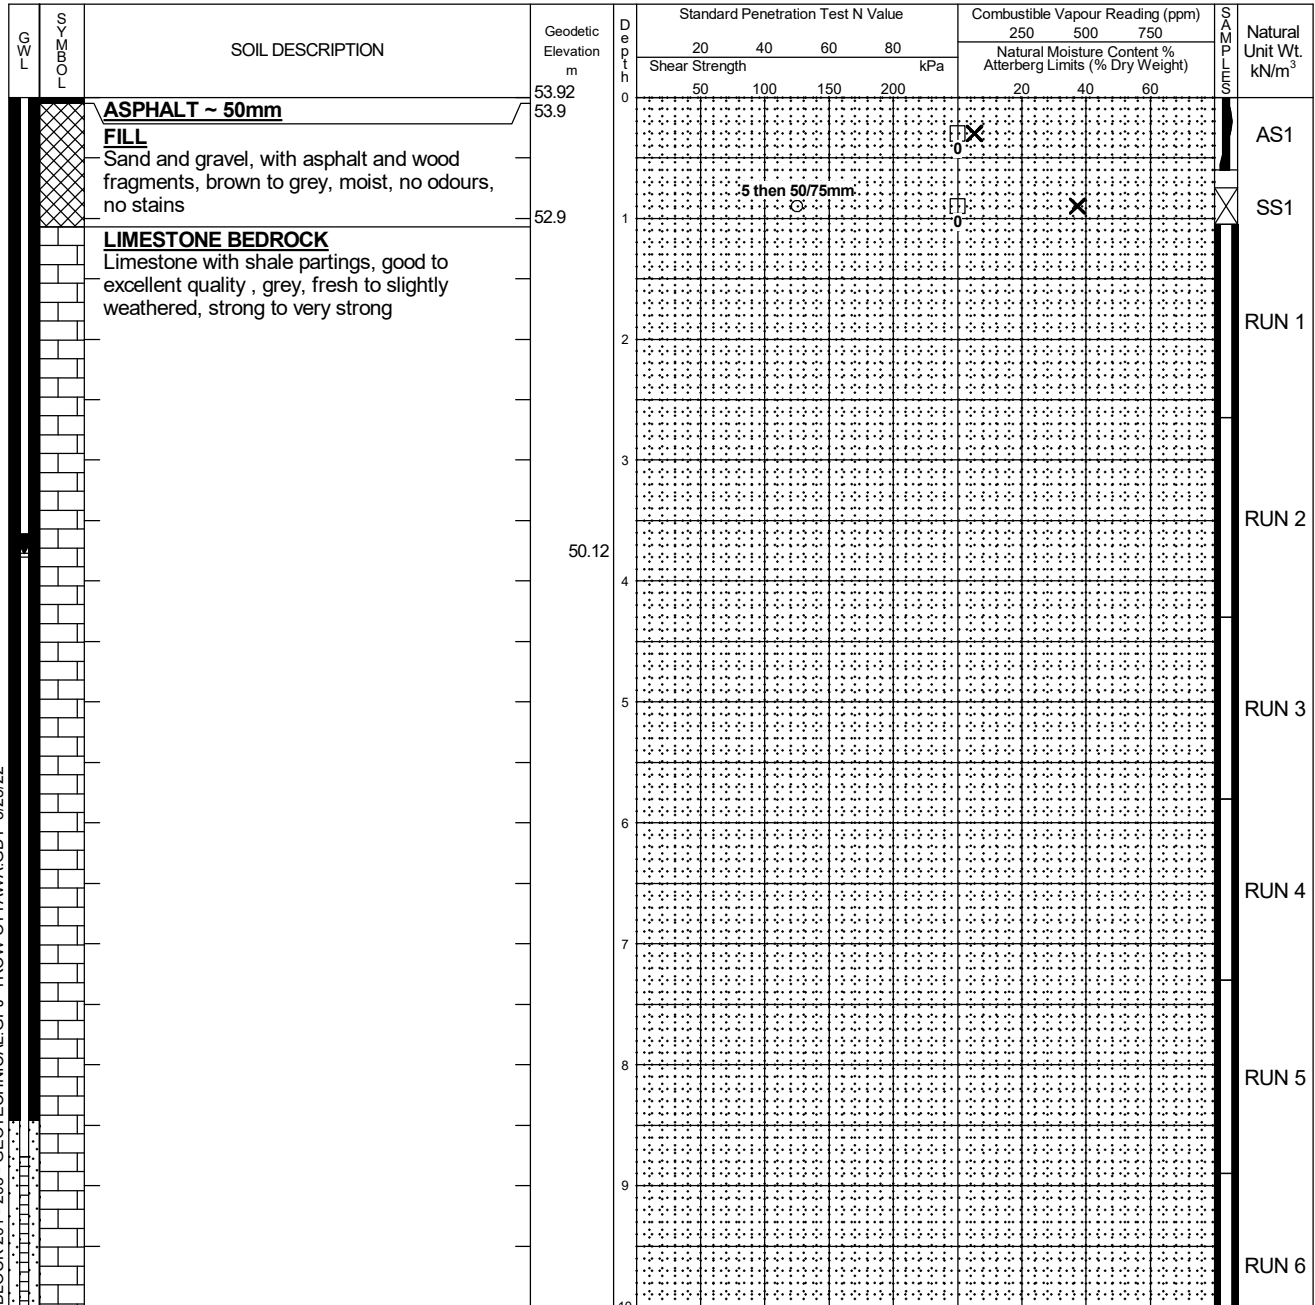 GWL
SYMBOL
SOIL DESCRIPTION
Geodetic
Elevation
m
Depth
Standard Penetration Test N Value
20 40 60 80
Shear Strength kPa
50 100 150 200
Combustible Vapour Reading (ppm)
250 500 750
Natural Moisture Content %
Atterberg Limits (% Dry Weight)
20 40 60
SAMPLES
Natural
Unit Wt.
kN/m³
53.92
0
ASPHALT ~ 50mm
53.9
FILL
Sand and gravel, with asphalt and wood
fragments, brown to grey, moist, no odours,
no stains
0
AS1
5 then 50/75mm
0
SS1
52.9
1
LIMESTONE BEDROCK
Limestone with shale partings, good to
excellent quality , grey, fresh to slightly
weathered, strong to very strong
RUN 1
2
3
RUN 2
50.12
4
5
RUN 3
6
RUN 4
7
8
RUN 5
9
RUN 6